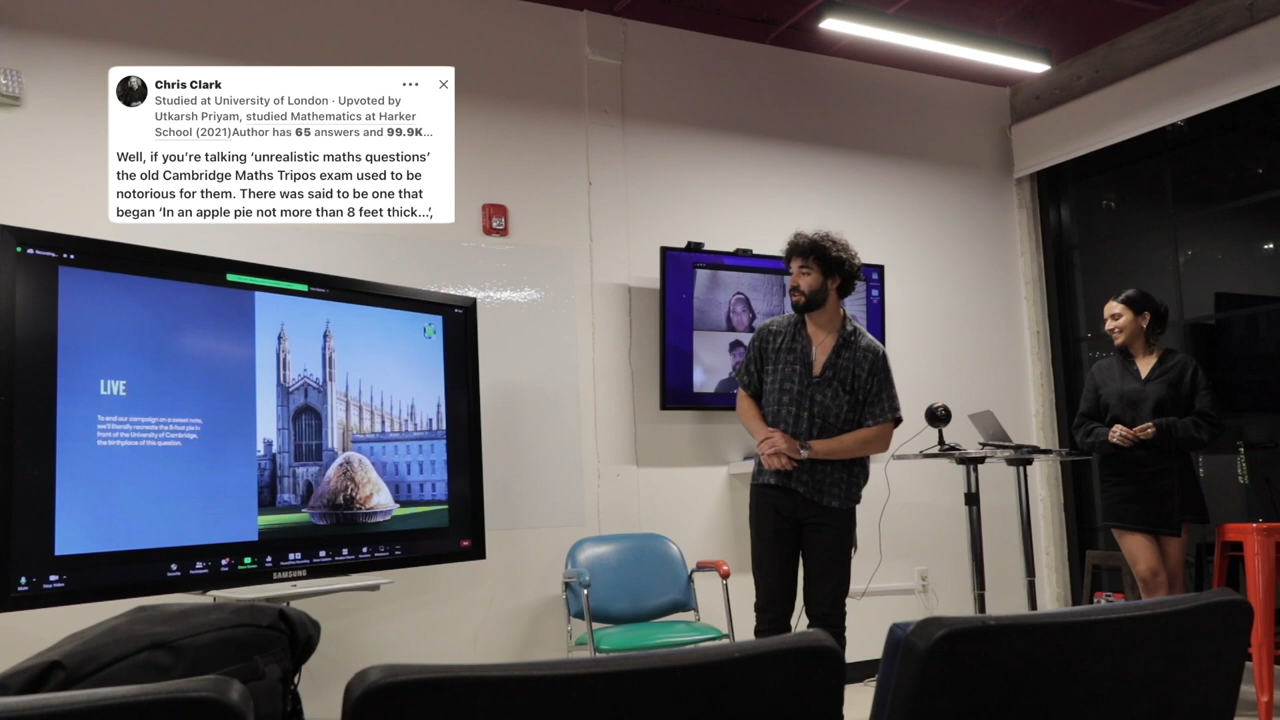 Chris Clark
Studied at University of London · Upvoted by
Utkarsh Priyam, studied Mathematics at Harker
School (2021)Author has 65 answers and 99.9K...
Well, if you’re talking ‘unrealistic maths questions’
the old Cambridge Maths Tripos exam used to be
notorious for them. There was said to be one that
began ‘In an apple pie not more than 8 feet thick...’,
LIVE
To end our campaign on a sweet note,
we'll literally recreate the 8-foot pie in
front of the University of Cambridge,
the birthplace of this question.
SAMSUNG